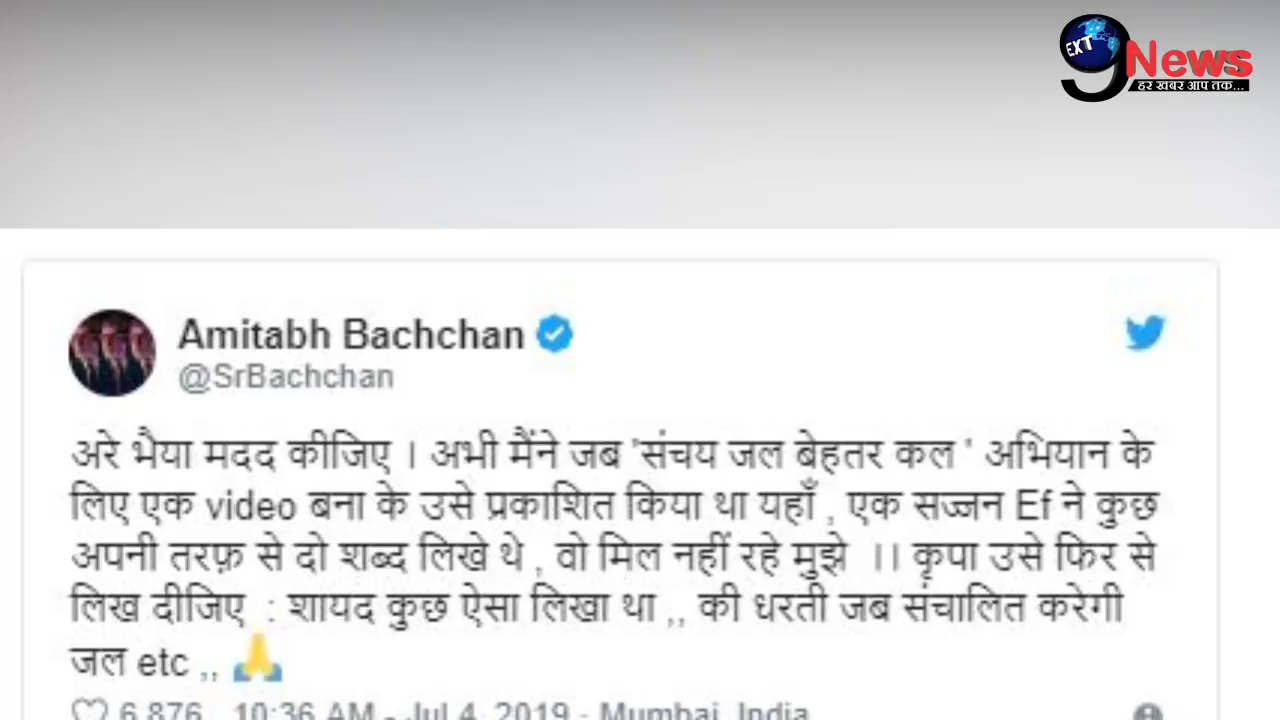 EXT 9 News
हर खबर आप तक...
Amitabh Bachchan
@SrBachchan
अरे भैया मदद कीजिए । अभी मैंने जब 'संचय जल बेहतर कल ' अभियान के
लिए एक video बना के उसे प्रकाशित किया था यहाँ , एक सज्जन Ef ने कुछ
अपनी तरफ़ से दो शब्द लिखे थे , वो मिल नहीं रहे मुझे ।। कृपा उसे फिर से
लिख दीजिए : शायद कुछ ऐसा लिखा था ,, की धरती जब संचालित करेगी
जल etc ,, 🙏
6,876 10:36 AM - Jul 4, 2019 · Mumbai, India